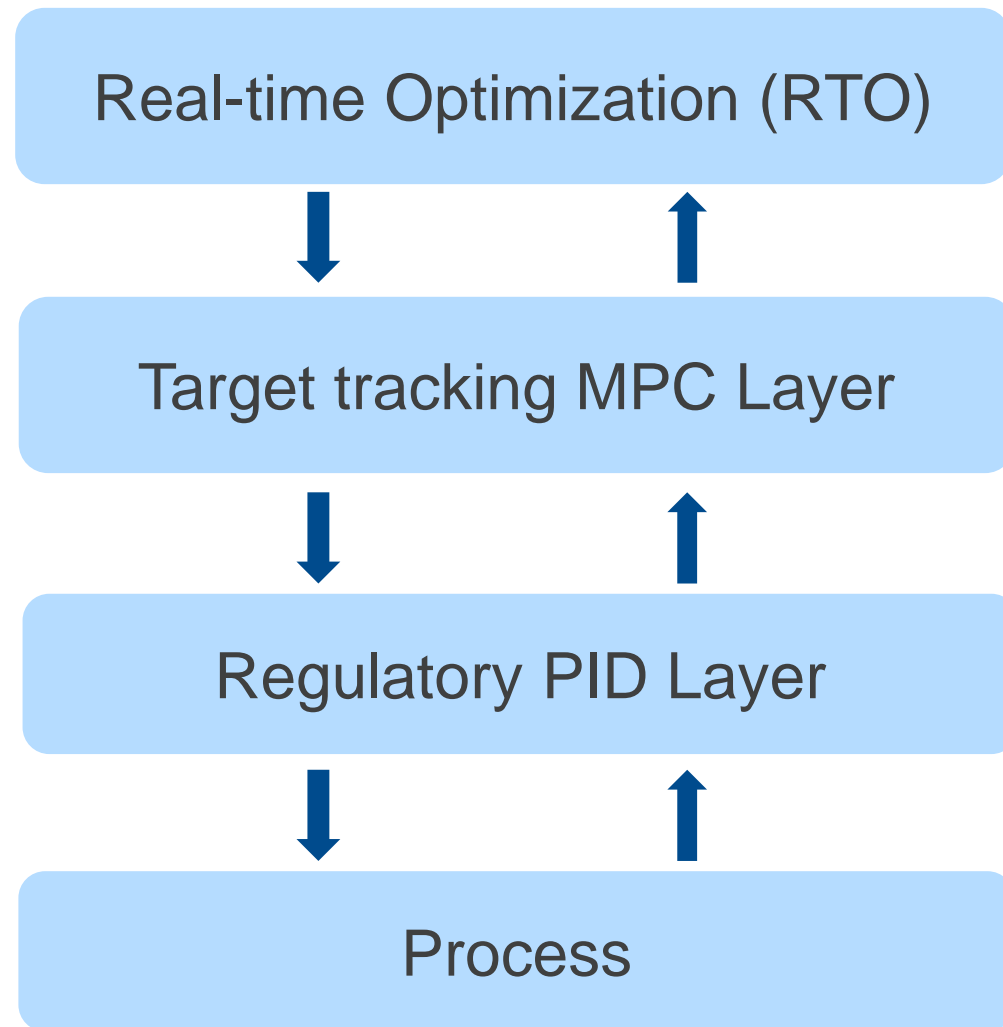 Real-time Optimization (RTO)
Target tracking MPC Layer
Regulatory PID Layer
Process